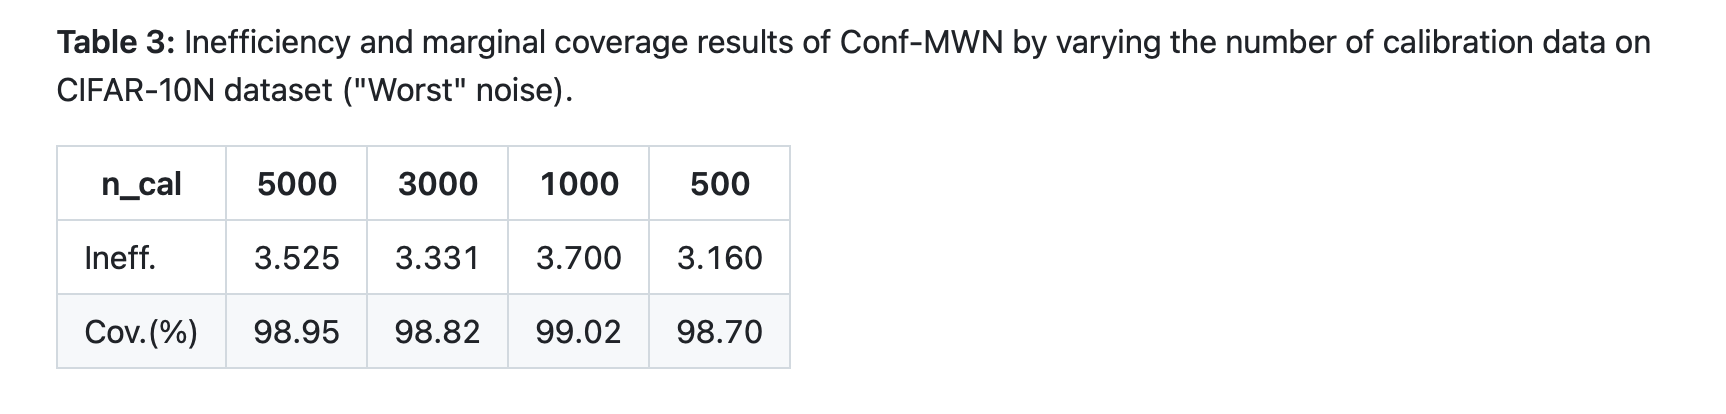 Table 3: Inefficiency and marginal coverage results of Conf-MWN by varying the number of calibration data on
CIFAR-10N dataset ("Worst" noise).
n_cal 5000 3000 1000 500
Ineff. 3.525 3.331 3.700 3.160
Cov.(%) 98.95 98.82 99.02 98.70